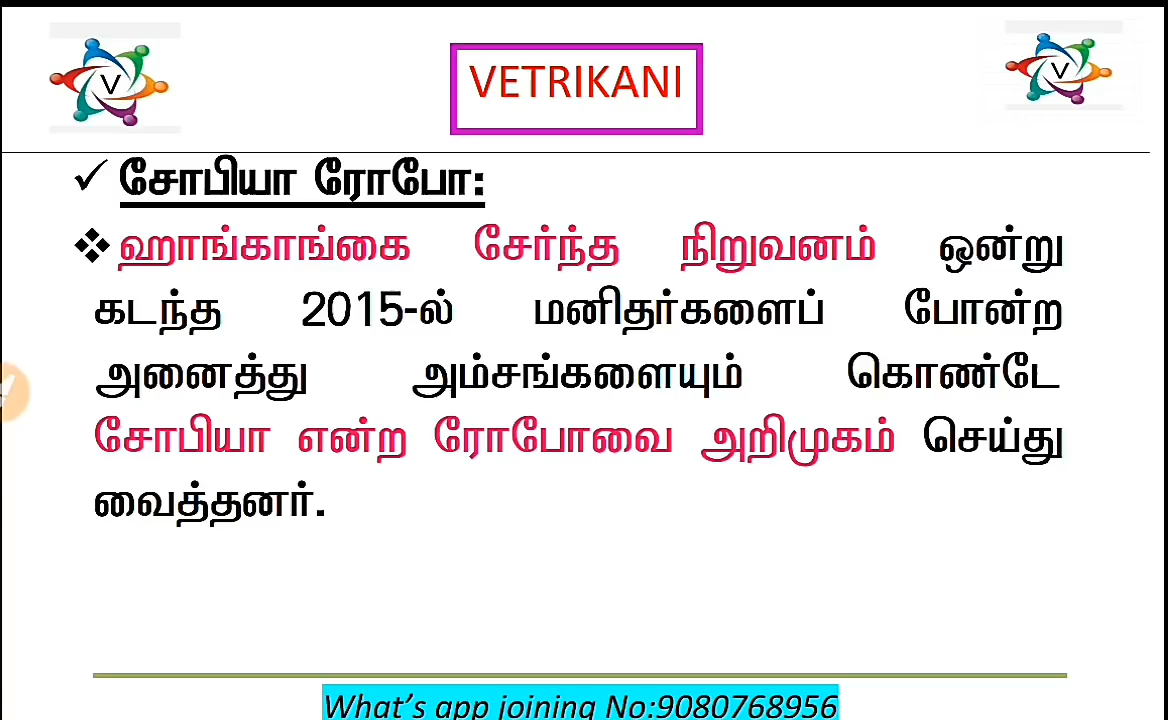 V
VETRIKANI
V
✓ சோபியா ரோபோ:
❖ ஹாங்காங்கை சேர்ந்த நிறுவனம் ஒன்று
கடந்த 2015-ல் மனிதர்களைப் போன்ற
அனைத்து அம்சங்களையும் கொண்டே
சோபியா என்ற ரோபோவை அறிமுகம் செய்து
வைத்தனர்.
What's app joining No:9080768956